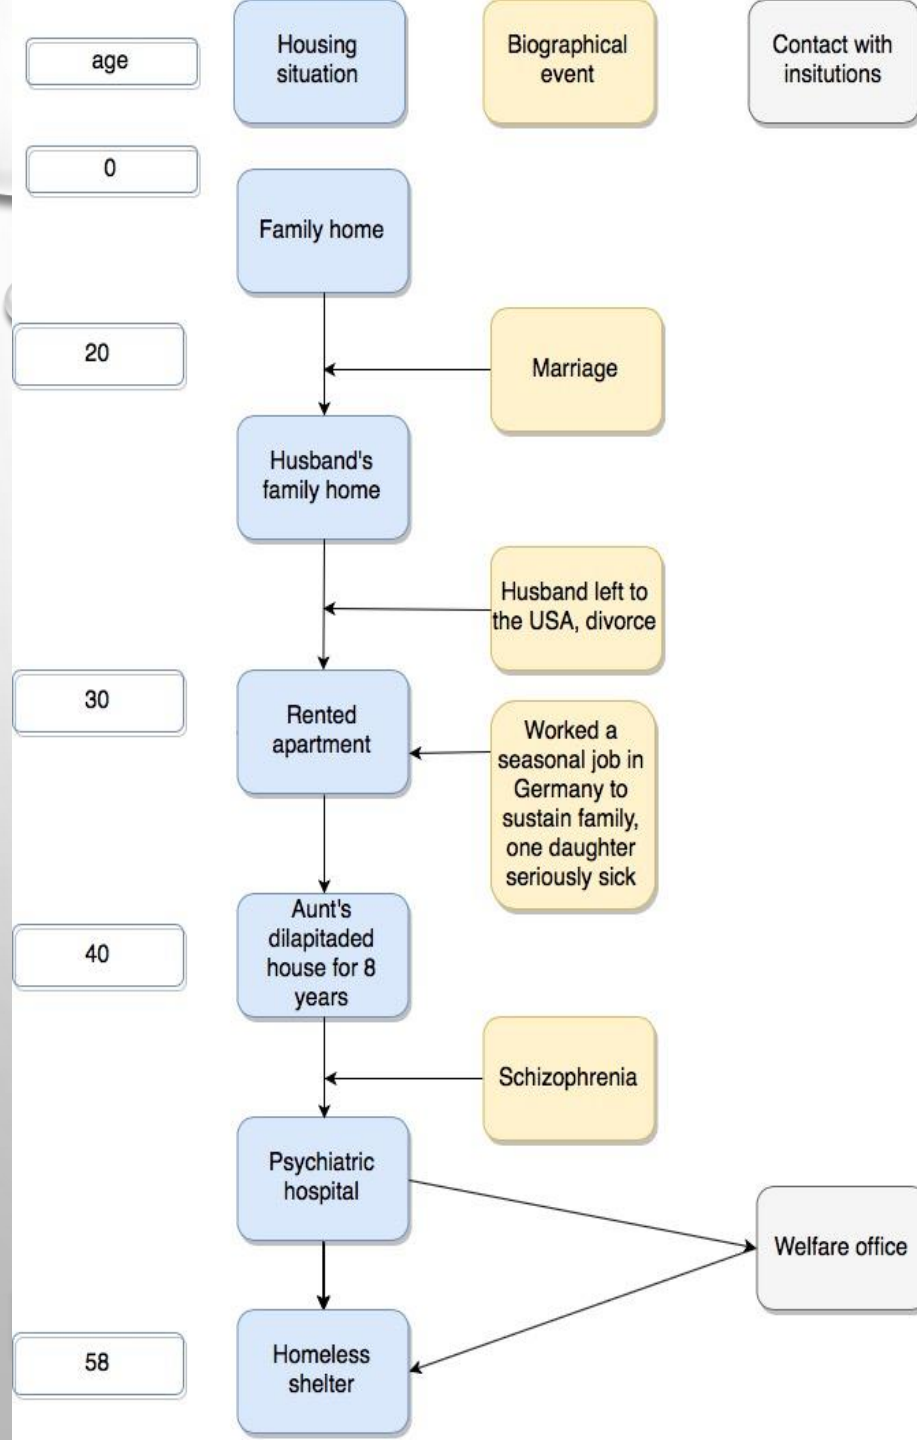 age
Housing
situation
Biographical
event
Contact with
insitutions
0
Family home
20
Marriage
Husband's
family home
Husband left to
the USA, divorce
30
Rented
apartment
Worked a
seasonal job in
Germany to
sustain family,
one daughter
seriously sick
40
Aunt's
dilapitaded
house for 8
years
Schizophrenia
Psychiatric
hospital
Welfare office
58
Homeless
shelter